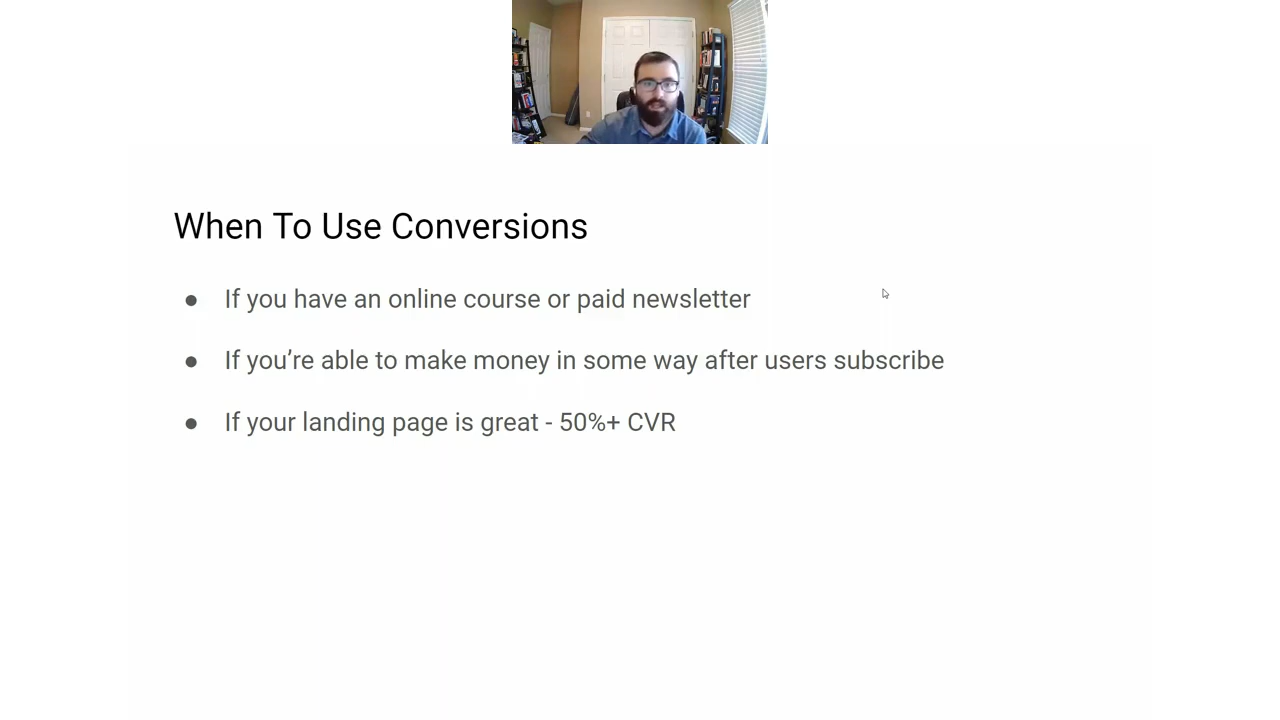 When To Use Conversions
● If you have an online course or paid newsletter
● If you’re able to make money in some way after users subscribe
● If your landing page is great - 50%+ CVR